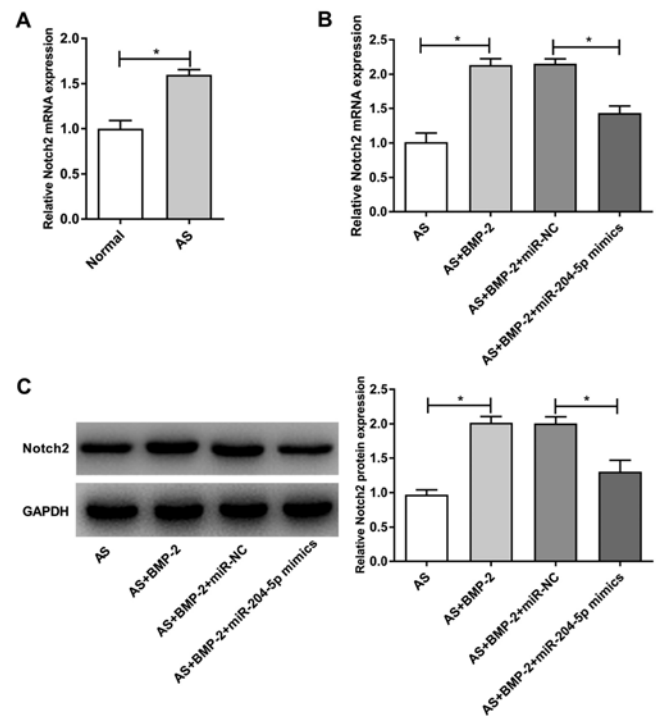 A
Relative Notch2 mRNA expression
2.0
1.5
1.0
0.5
0.0
*
Normal
AS
B
Relative Notch2 mRNA expression
2.5
2.0
1.5
1.0
0.5
0.0
*
*
AS
AS+BMP-2
AS+BMP-2+miR-NC
AS+BMP-2+miR-204-5p mimics
C
Notch2
GAPDH
AS
AS+BMP-2
AS+BMP-2+miR-NC
AS+BMP-2+miR-204-5p mimics
Relative Notch2 protein expression
2.5
2.0
1.5
1.0
0.5
0.0
*
*
AS
AS+BMP-2
AS+BMP-2+miR-NC
AS+BMP-2+miR-204-5p mimics